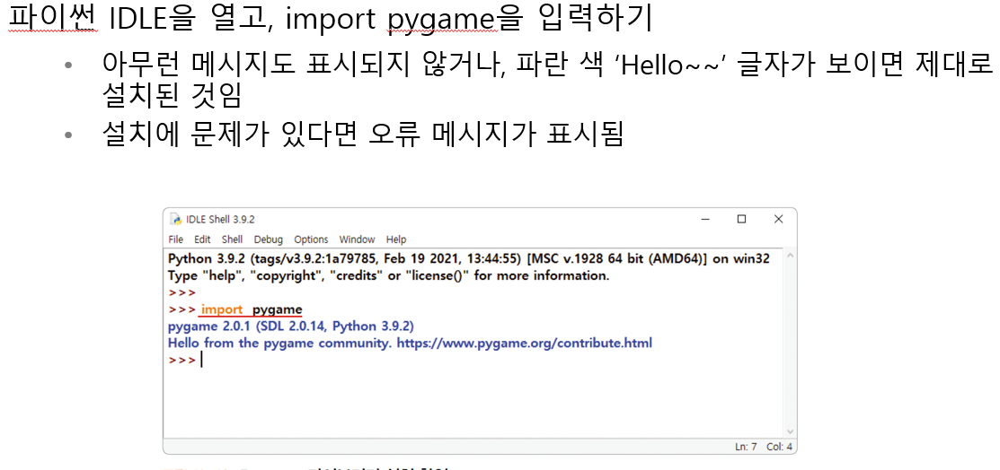 파이썬 IDLE을 열고, import pygame을 입력하기
• 아무런 메시지도 표시되지 않거나, 파란 색 ‘Hello~~’ 글자가 보이면 제대로
설치된 것임
• 설치에 문제가 있다면 오류 메시지가 표시됨
IDLE Shell 3.9.2
File Edit Shell Debug Options Window Help
Python 3.9.2 (tags/v3.9.2:1a79785, Feb 19 2021, 13:44:55) [MSC v.1928 64 bit (AMD64)] on win32
Type "help", "copyright", "credits" or "license()" for more information.
>>>
>>> import pygame
pygame 2.0.1 (SDL 2.0.14, Python 3.9.2)
Hello from the pygame community. https://www.pygame.org/contribute.html
>>>
Ln: 7 Col: 4